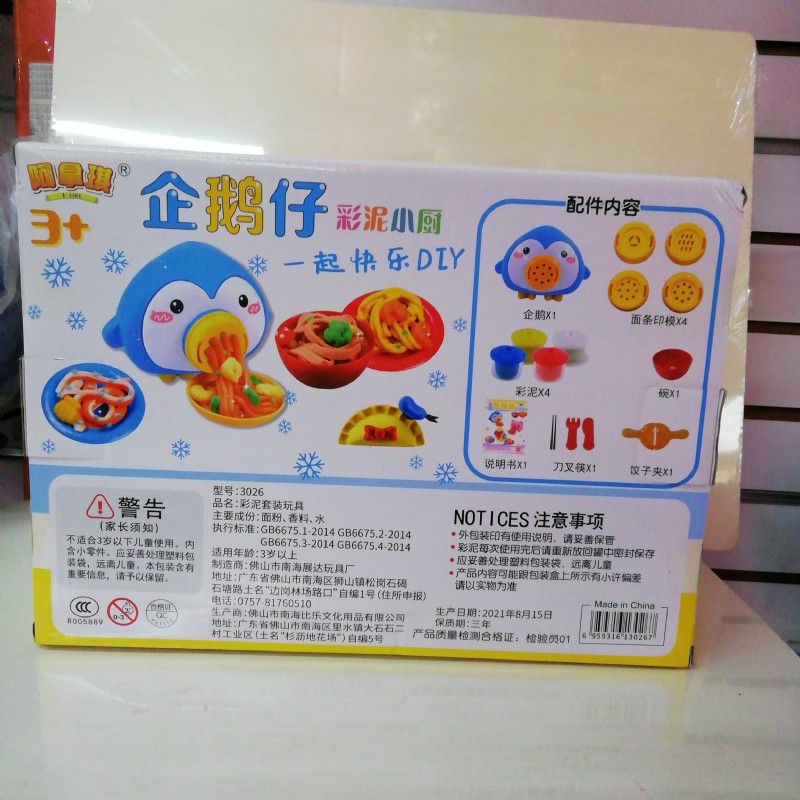 阿拿琪®
3+
企鹅仔 彩泥小厨
一起快乐DIY
配件内容
企鹅X1
面条印模X4
彩泥X4
碗X1
说明书X1
刀叉筷X1
饺子夹X1
警告
(家长须知)
不适合3岁以下儿童使用。内
含小零件。应妥善处理塑料包装
袋，远离儿童。本包装含有
重要信息，请予以保留。
CCC
R005889
0-3
合格证
QC
型号:3026
品名:彩泥套装玩具
主要成份:面粉、香料、水
执行标准:GB6675.1-2014 GB6675.2-2014
GB6675.3-2014 GB6675.4-2014
适用年龄:3岁以上
制造商:佛山市南海展达玩具厂
地址:广东省佛山市南海区狮山镇松岗石碣
石塘路土名“边岗林场路口”自编1号(住所申报)
电话:0757-81760510
生产商:佛山市南海比乐文化用品有限公司
地址:广东省佛山市南海区里水镇大石石二
村工业区(土名“杉沥地花场”)自编5号
NOTICES 注意事项
外包装印有使用说明，请妥善保管
彩泥每次使用完后请重新放回罐中密封保存
应妥善处理塑料包装袋，远离儿童
产品内容可能跟包装盒上所示有小许偏差
请以实物为准
生产日期:2021年8月15日
保质期:三年
产品质量检测合格证:检验员01
Made in China
6 959316 130267